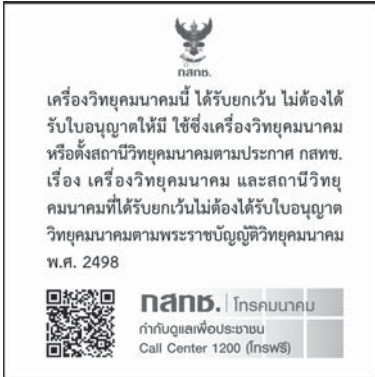 กสทช.
เครื่องวิทยุคมนาคมนี้ ได้รับยกเว้น ไม่ต้องได้
รับใบอนุญาตให้มี ใช้ซึ่งเครื่องวิทยุคมนาคม
หรือตั้งสถานีวิทยุคมนาคมตามประกาศ กสทช.
เรื่อง เครื่องวิทยุคมนาคม และสถานีวิทยุ
คมนาคมที่ได้รับยกเว้นไม่ต้องได้รับใบอนุญาต
วิทยุคมนาคมตามพระราชบัญญัติวิทยุคมนาคม
พ.ศ. 2498
กสทช. | โทรคมนาคม
กำกับดูแลเพื่อประชาชน
Call Center 1200 (โทรฟรี)